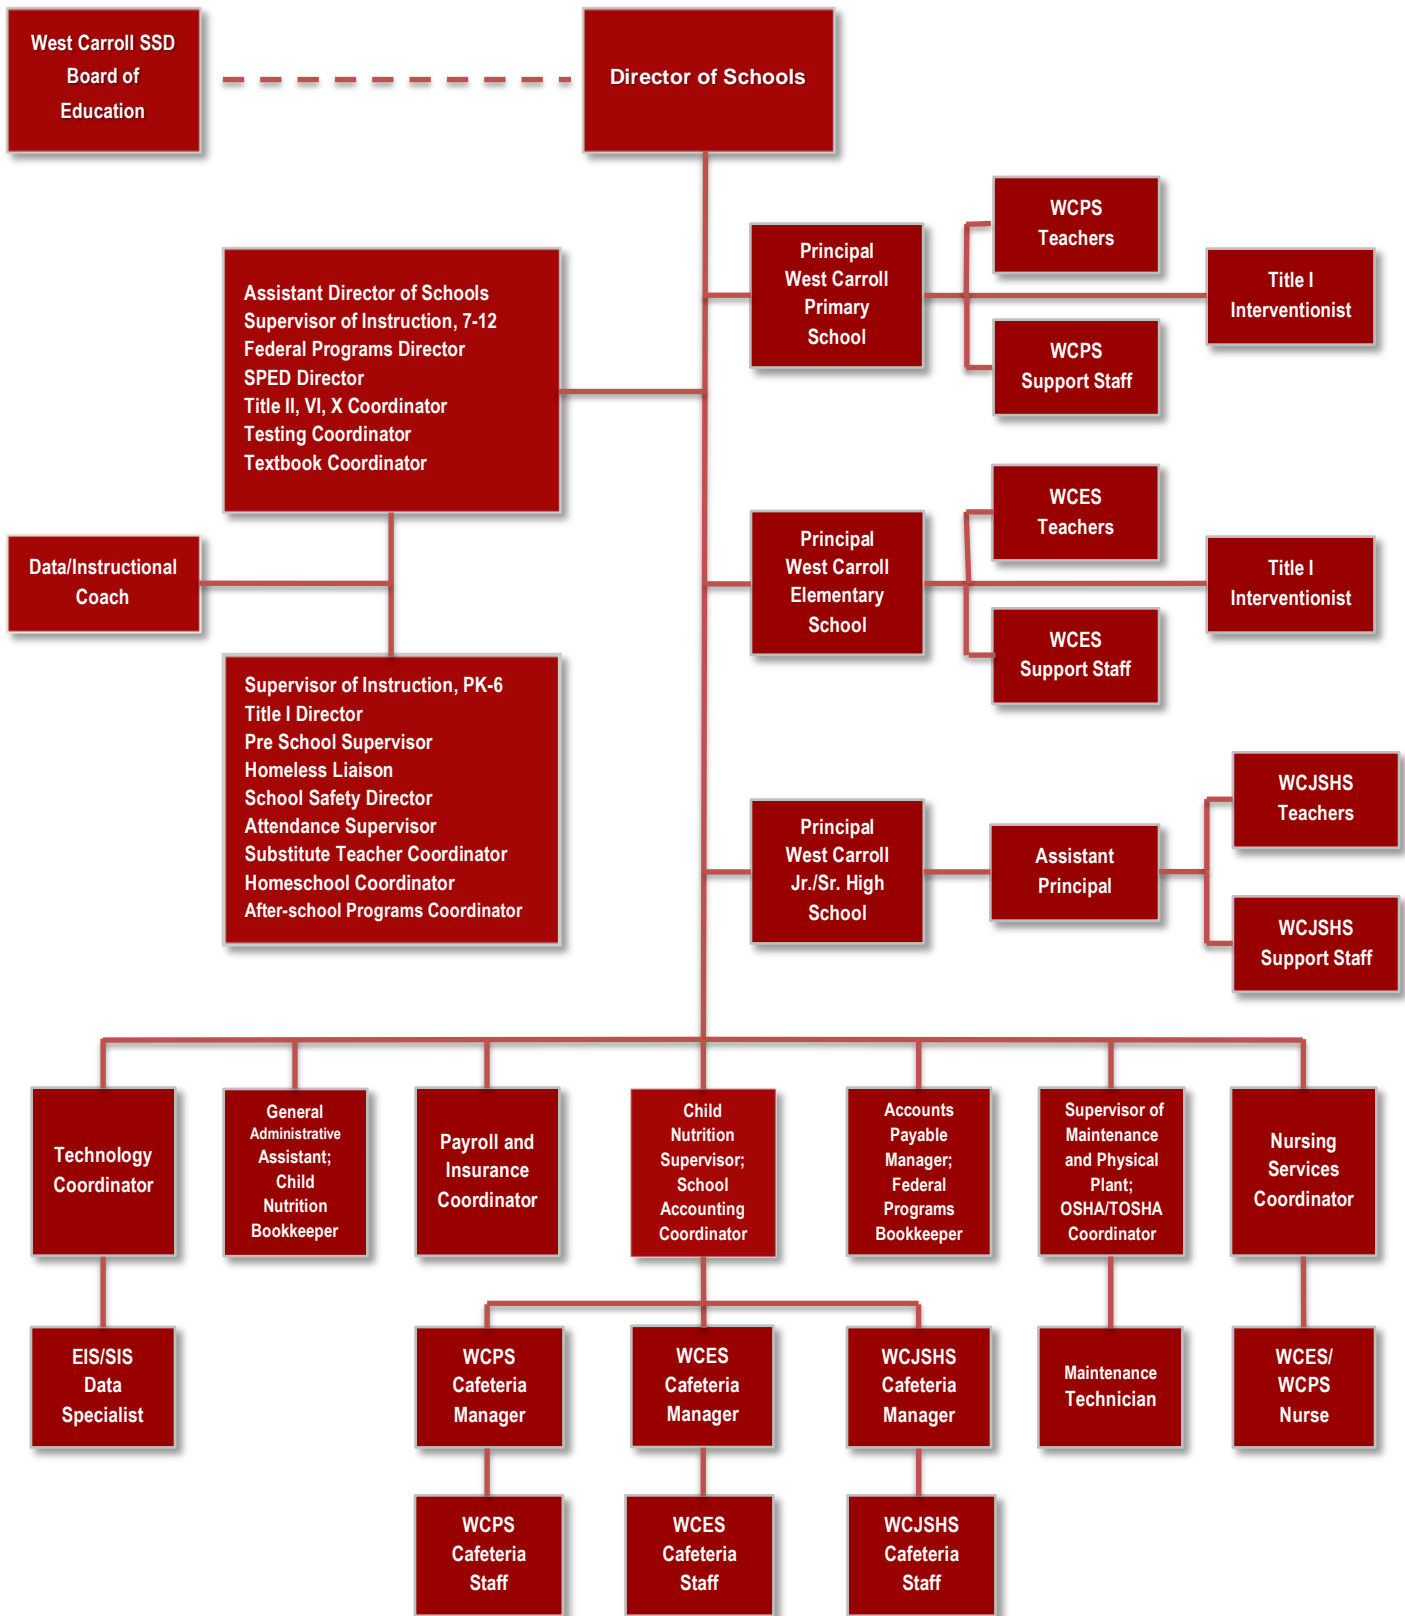 West Carroll SSD
Board of
Education
Director of Schools
WCPS
Teachers
Principal
West Carroll
Primary
School
Title I
Interventionist
WCPS
Support Staff
Assistant Director of Schools
Supervisor of Instruction, 7-12
Federal Programs Director
SPED Director
Title II, VI, X Coordinator
Testing Coordinator
Textbook Coordinator
WCES
Teachers
Principal
West Carroll
Elementary
School
Title I
Interventionist
WCES
Support Staff
Data/Instructional
Coach
Supervisor of Instruction, PK-6
Title I Director
Pre School Supervisor
Homeless Liaison
School Safety Director
Attendance Supervisor
Substitute Teacher Coordinator
Homeschool Coordinator
After-school Programs Coordinator
Principal
West Carroll
Jr./Sr. High
School
Assistant
Principal
WCJSHS
Teachers
WCJSHS
Support Staff
Technology
Coordinator
General
Administrative
Assistant;
Child
Nutrition
Bookkeeper
Payroll and
Insurance
Coordinator
Child
Nutrition
Supervisor;
School
Accounting
Coordinator
Accounts
Payable
Manager;
Federal
Programs
Bookkeeper
Supervisor of
Maintenance
and Physical
Plant;
OSHA/TOSHA
Coordinator
Nursing
Services
Coordinator
EIS/SIS
Data
Specialist
WCPS
Cafeteria
Manager
WCES
Cafeteria
Manager
WCJSHS
Cafeteria
Manager
Maintenance
Technician
WCES/
WCPS
Nurse
WCPS
Cafeteria
Staff
WCES
Cafeteria
Staff
WCJSHS
Cafeteria
Staff